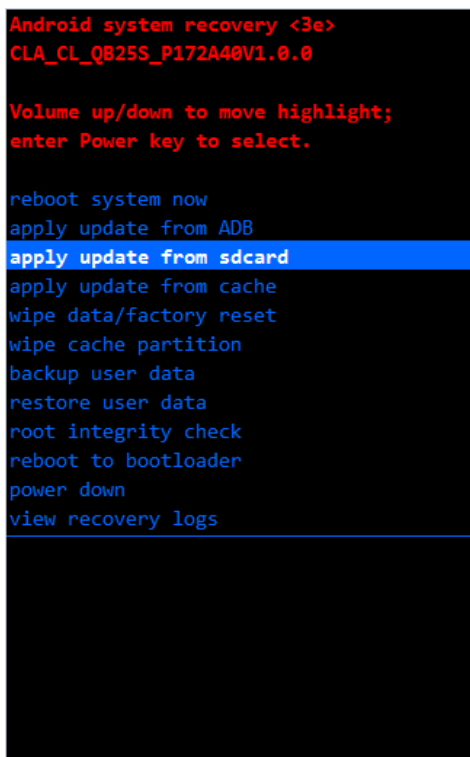 Android system recovery <3e>
CLA_CL_QB25S_P172A40V1.0.0
Volume up/down to move highlight;
enter Power key to select.
reboot system now
apply update from ADB
apply update from sdcard
apply update from cache
wipe data/factory reset
wipe cache partition
backup user data
restore user data
root integrity check
reboot to bootloader
power down
view recovery logs